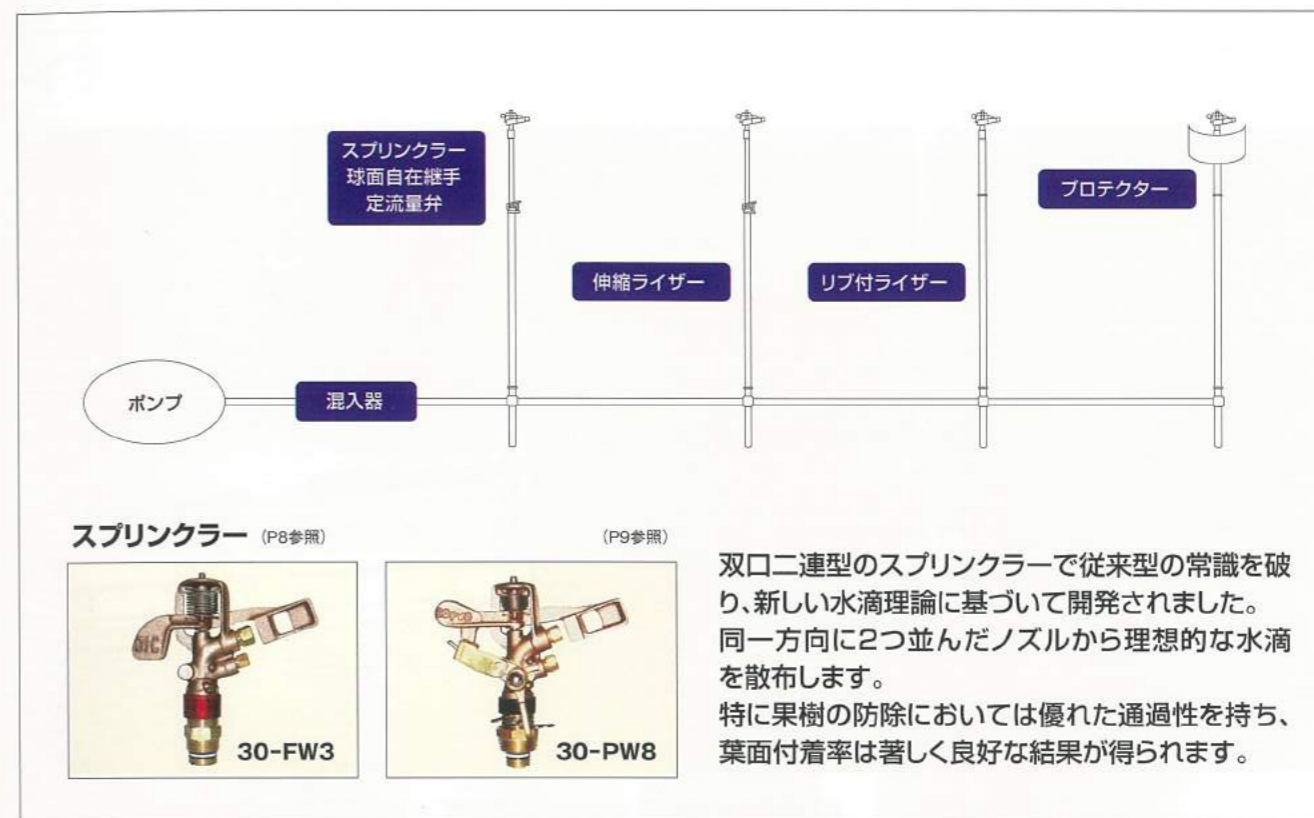 スプリンクラー
球面自在継手
定流量弁
プロテクター
伸縮ライザー
リブ付ライザー
ポンプ
混入器
スプリンクラー (P8参照)
(P9参照)
30-FW3
30-PW8
双口二連型のスプリンクラーで従来型の常識を破
り、新しい水滴理論に基づいて開発されました。
同一方向に2つ並んだノズルから理想的な水滴
を散布します。
特に果樹の防除においては優れた通過性を持ち、
葉面付着率は著しく良好な結果が得られます。